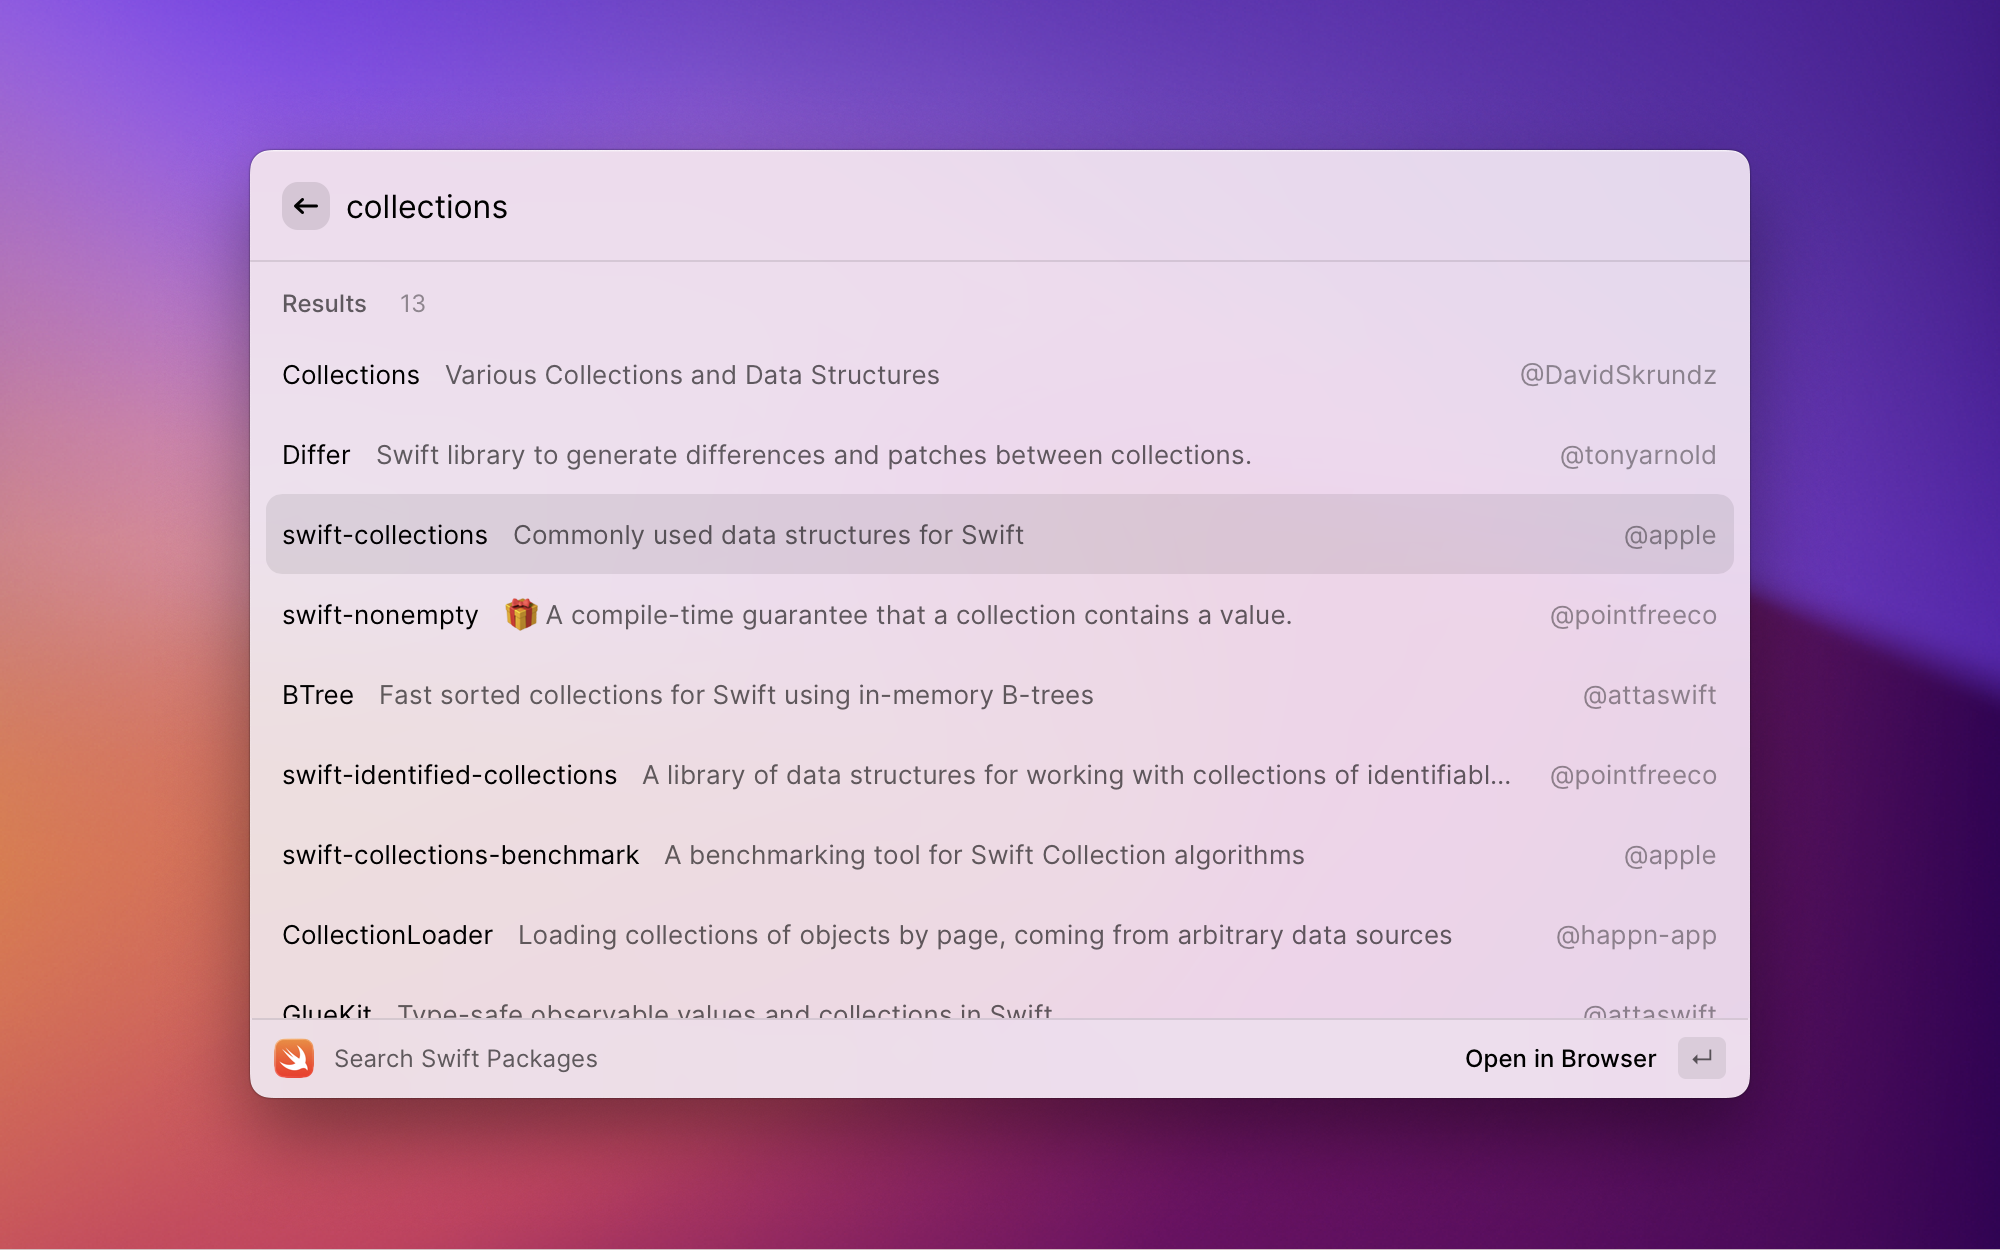 collections
Results 13
Collections Various Collections and Data Structures @DavidSkrundz
Differ Swift library to generate differences and patches between collections. @tonyarnold
swift-collections Commonly used data structures for Swift @apple
swift-nonempty 🎁 A compile-time guarantee that a collection contains a value. @pointfreeco
BTree Fast sorted collections for Swift using in-memory B-trees @attaswift
swift-identified-collections A library of data structures for working with collections of identifiabl... @pointfreeco
swift-collections-benchmark A benchmarking tool for Swift Collection algorithms @apple
CollectionLoader Loading collections of objects by page, coming from arbitrary data sources @happn-app
GlueKit Type-safe observable values and collections in Swift @attaswift
Search Swift Packages Open in Browser